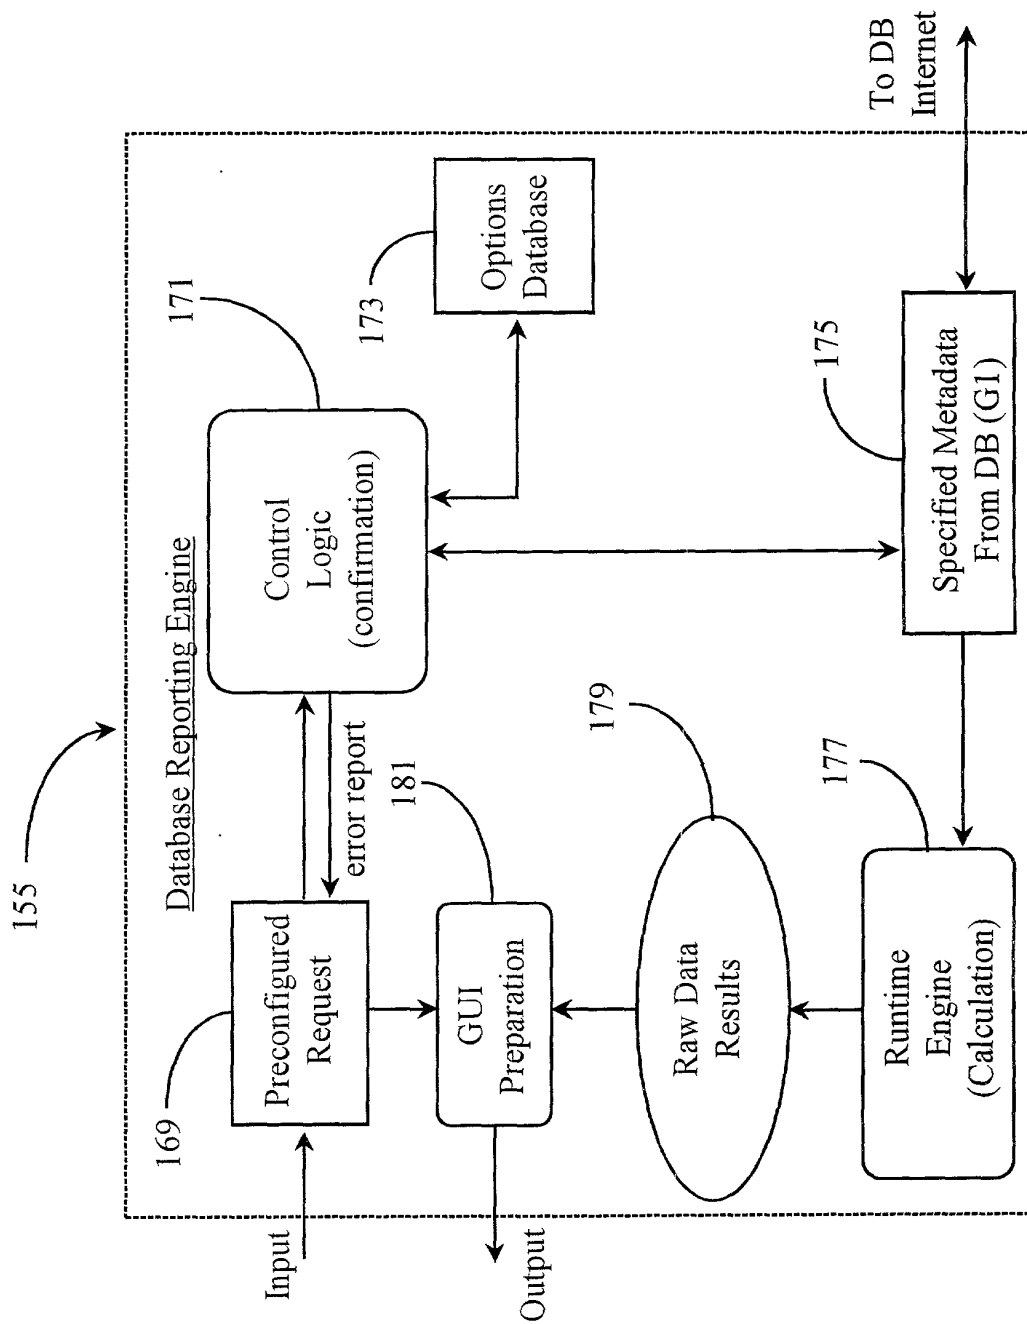 155
Database Reporting Engine
Input
169
Preconfigured
Request
error report
171
Control
Logic
(confirmation)
173
Options
Database
Output
181
GUI
Preparation
179
Raw Data
Results
177
Runtime
Engine
(Calculation)
175
Specified Metadata
From DB (G1)
To DB
Internet